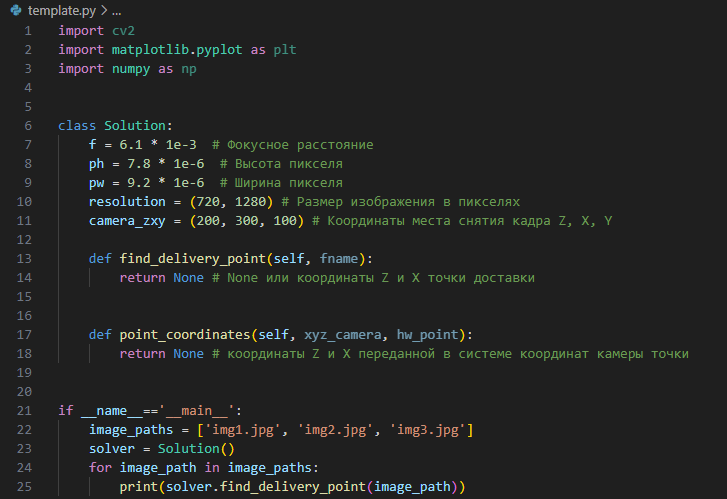 template.py > ...
1 import cv2
2 import matplotlib.pyplot as plt
3 import numpy as np
4
5
6 class Solution:
7     f = 6.1 * 1e-3  # Фокусное расстояние
8     ph = 7.8 * 1e-6  # Высота пикселя
9     pw = 9.2 * 1e-6  # Ширина пикселя
10     resolution = (720, 1280) # Размер изображения в пикселях
11     camera_zxy = (200, 300, 100) # Координаты места снятия кадра Z, X, Y
12
13     def find_delivery_point(self, fname):
14         return None # None или координаты Z и X точки доставки
15
16
17     def point_coordinates(self, xyz_camera, hw_point):
18         return None # координаты Z и X переданной в системе координат камеры точки
19
20
21 if __name__=='__main__':
22     image_paths = ['img1.jpg', 'img2.jpg', 'img3.jpg']
23     solver = Solution()
24     for image_path in image_paths:
25         print(solver.find_delivery_point(image_path))